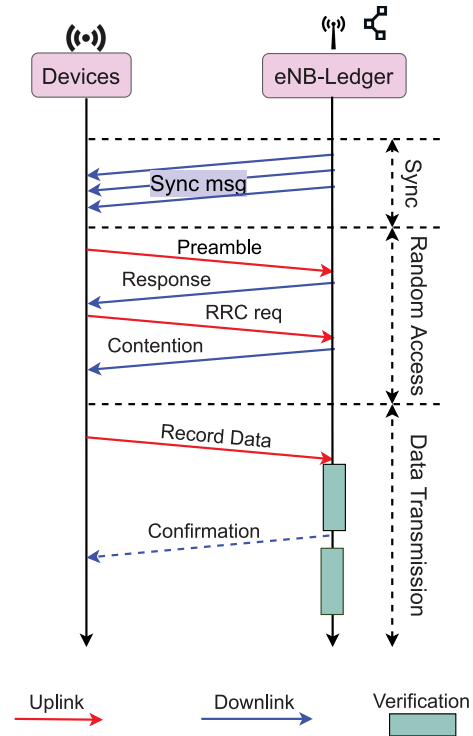 Devices
eNB-Ledger
Sync msg
Sync
Preamble
Response
RRC req
Contention
Random Access
Record Data
Confirmation
Data Transmission
Uplink
Downlink
Verification